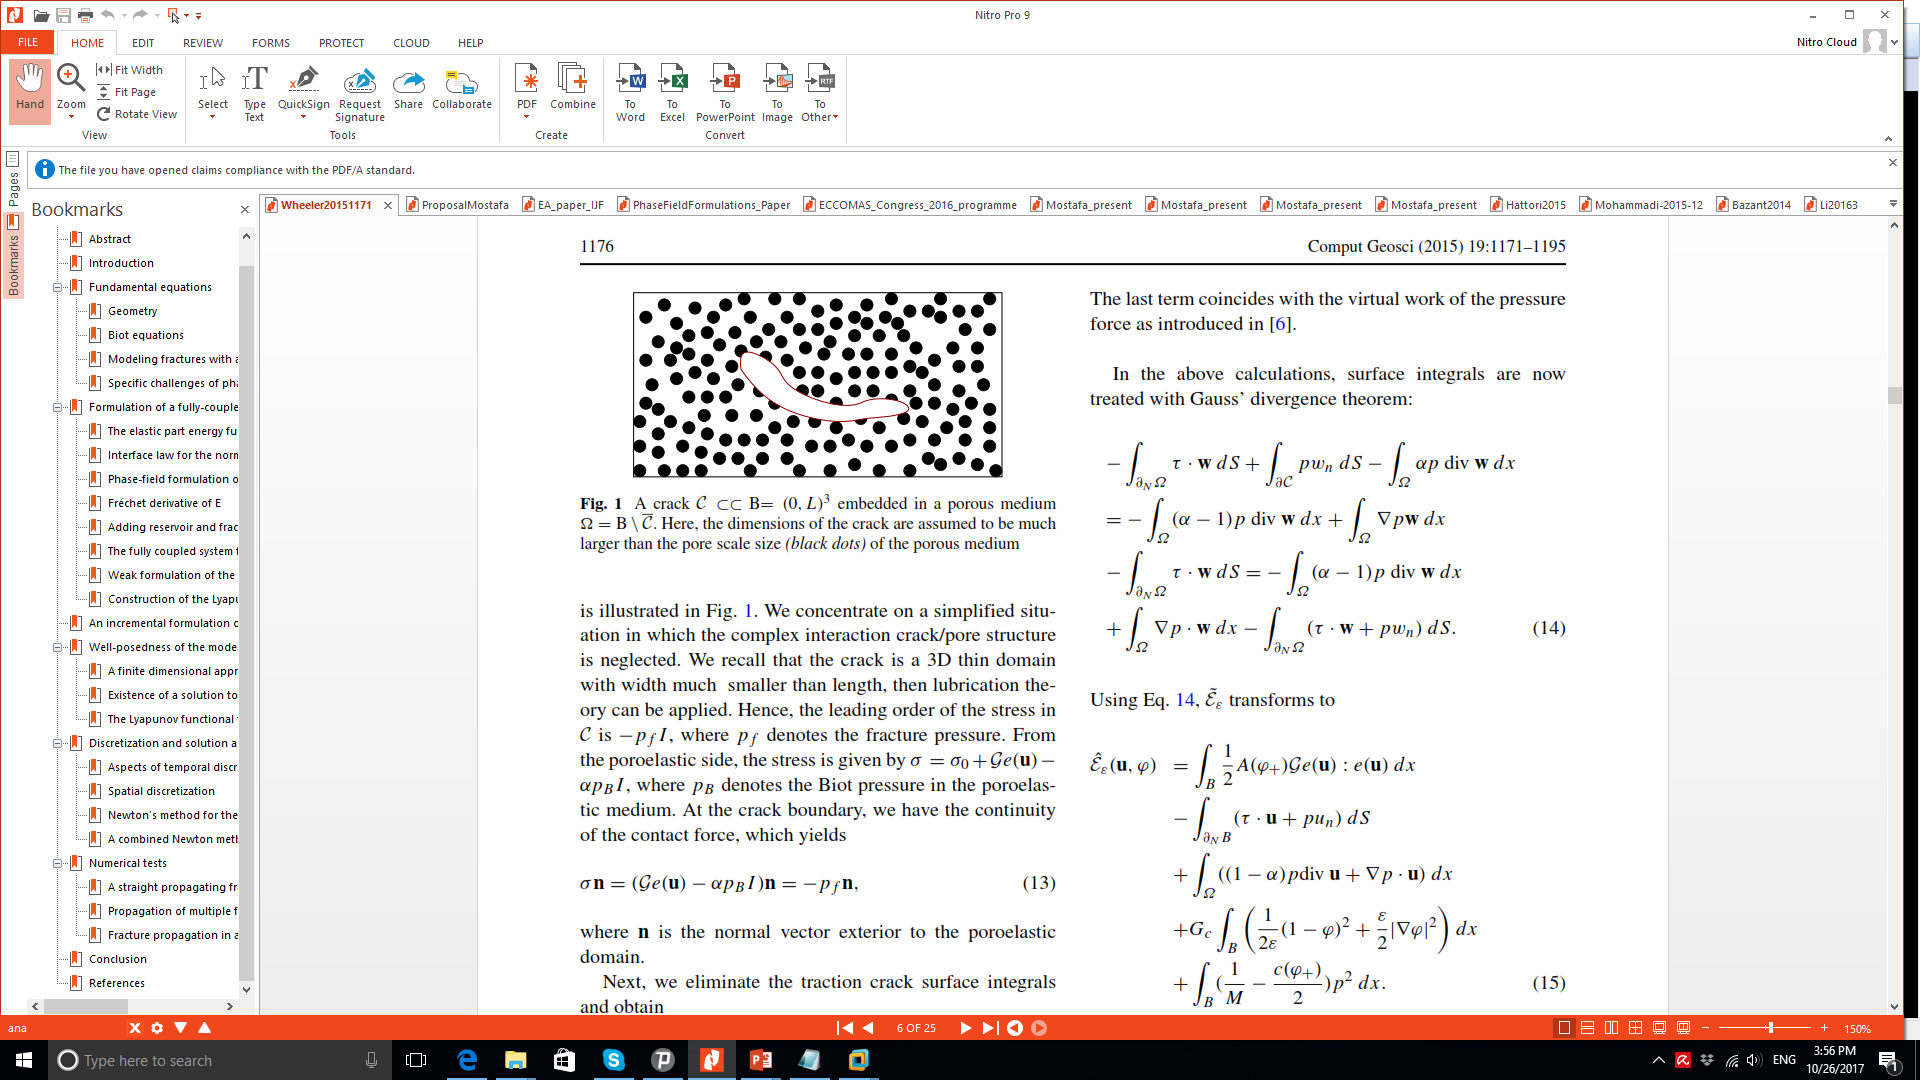 Nitro Pro 9
FILE
HOME
EDIT
REVIEW
FORMS
PROTECT
CLOUD
HELP
Nitro Cloud
Hand
Zoom
Fit Width
Fit Page
Rotate View
View
Select
Type Text
QuickSign
Request Signature
Share
Collaborate
Tools
PDF
Combine
Create
To Word
To Excel
To PowerPoint
To Image
To Other
Convert
Pages
Bookmarks
The file you have opened claims compliance with the PDF/A standard.
Bookmarks
Wheeler20151171
ProposalMostafa
EA_paper_IJF
PhaseFieldFormulations_Paper
ECCOMAS_Congress_2016_programme
Mostafa_present
Mostafa_present
Mostafa_present
Mostafa_present
Hattori2015
Mohammadi-2015-12
Bazant2014
Li20163
Abstract
Introduction
Fundamental equations
Geometry
Biot equations
Modeling fractures with a
Specific challenges of pha
Formulation of a fully-couple
The elastic part energy fu
Interface law for the norm
Phase-field formulation o
Fréchet derivative of E
Adding reservoir and frac
The fully coupled system f
Weak formulation of the
Construction of the Lyapu
An incremental formulation o
Well-posedness of the mode
A finite dimensional appr
Existence of a solution to
The Lyapunov functional
Discretization and solution a
Aspects of temporal discr
Spatial discretization
Newton's method for the
A combined Newton meth
Numerical tests
A straight propagating fr
Propagation of multiple f
Fracture propagation in a
Conclusion
References
1176
Comput Geosci (2015) 19:1171–1195
Fig. 1 A crack 𝒞 ⊂⊂ B= (0, L)³ embedded in a porous medium
Ω = B \ 𝒞̅. Here, the dimensions of the crack are assumed to be much
larger than the pore scale size (black dots) of the porous medium
is illustrated in Fig. 1. We concentrate on a simplified situ-
ation in which the complex interaction crack/pore structure
is neglected. We recall that the crack is a 3D thin domain
with width much smaller than length, then lubrication the-
ory can be applied. Hence, the leading order of the stress in
𝒞 is −p_f I, where p_f denotes the fracture pressure. From
the poroelastic side, the stress is given by σ = σ₀ + 𝒢e(u) −
αp_B I, where p_B denotes the Biot pressure in the poroelas-
tic medium. At the crack boundary, we have the continuity
of the contact force, which yields
σn = (𝒢e(u) − αp_B I)n = −p_f n, (13)
where n is the normal vector exterior to the poroelastic
domain.
Next, we eliminate the traction crack surface integrals
and obtain
The last term coincides with the virtual work of the pressure
force as introduced in [6].
In the above calculations, surface integrals are now
treated with Gauss' divergence theorem:
− ∫_{∂_N Ω} τ · w dS + ∫_{∂𝒞} pw_n dS − ∫_Ω αp div w dx
= − ∫_Ω (α − 1)p div w dx + ∫_Ω ∇pw dx
− ∫_{∂_N Ω} τ · w dS = − ∫_Ω (α − 1)p div w dx
+ ∫_Ω ∇p · w dx − ∫_{∂_N Ω} (τ · w + pw_n) dS. (14)
Using Eq. 14, ℰ̃_ε transforms to
ℰ̂_ε(u, φ) = ∫_B 1/2 A(φ₊)𝒢e(u) : e(u) dx
− ∫_{∂_N B} (τ · u + pu_n) dS
+ ∫_Ω ((1 − α)pdiv u + ∇p · u) dx
+G_c ∫_B (1/2ε (1 − φ)² + ε/2 |∇φ|²) dx
+ ∫_B (1/M − c(φ₊)/2)p² dx. (15)
ana
6 OF 25
150%
Type here to search
ENG
3:56 PM
10/26/2017
1